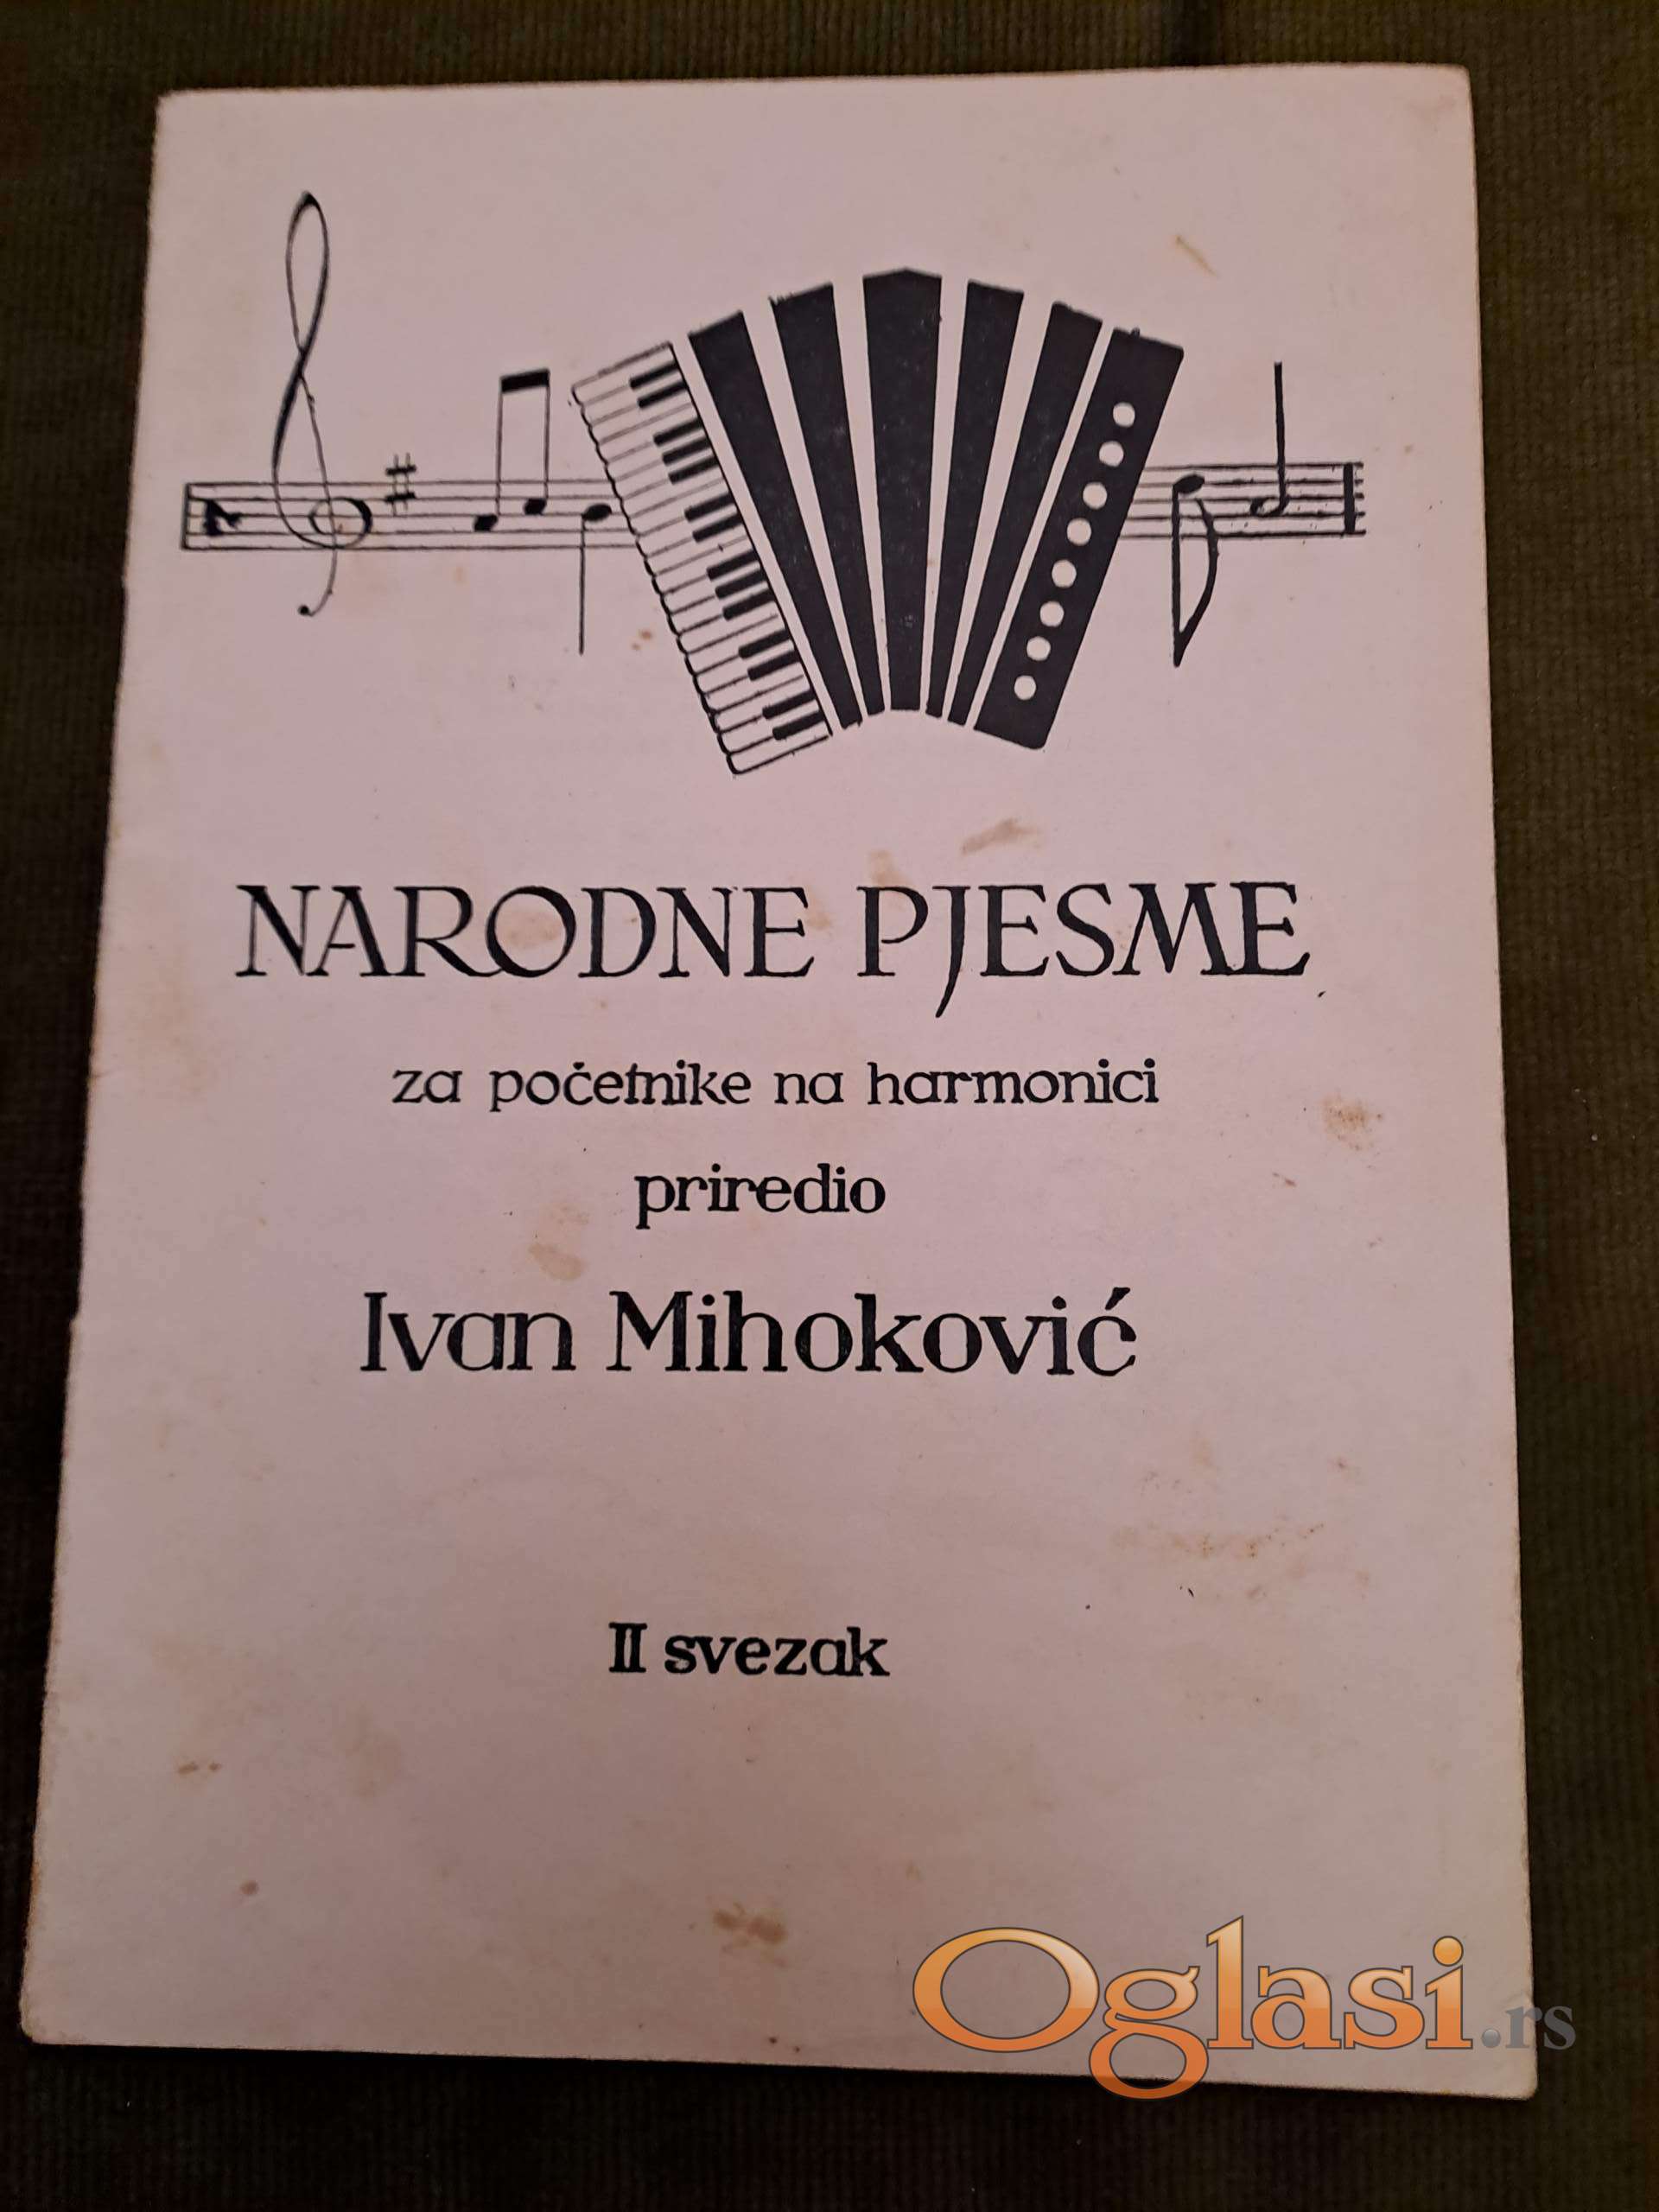 NARODNE PJESME
za početnike na harmonici
priredio
Ivan Mihoković
II svezak
Oglasi.rs